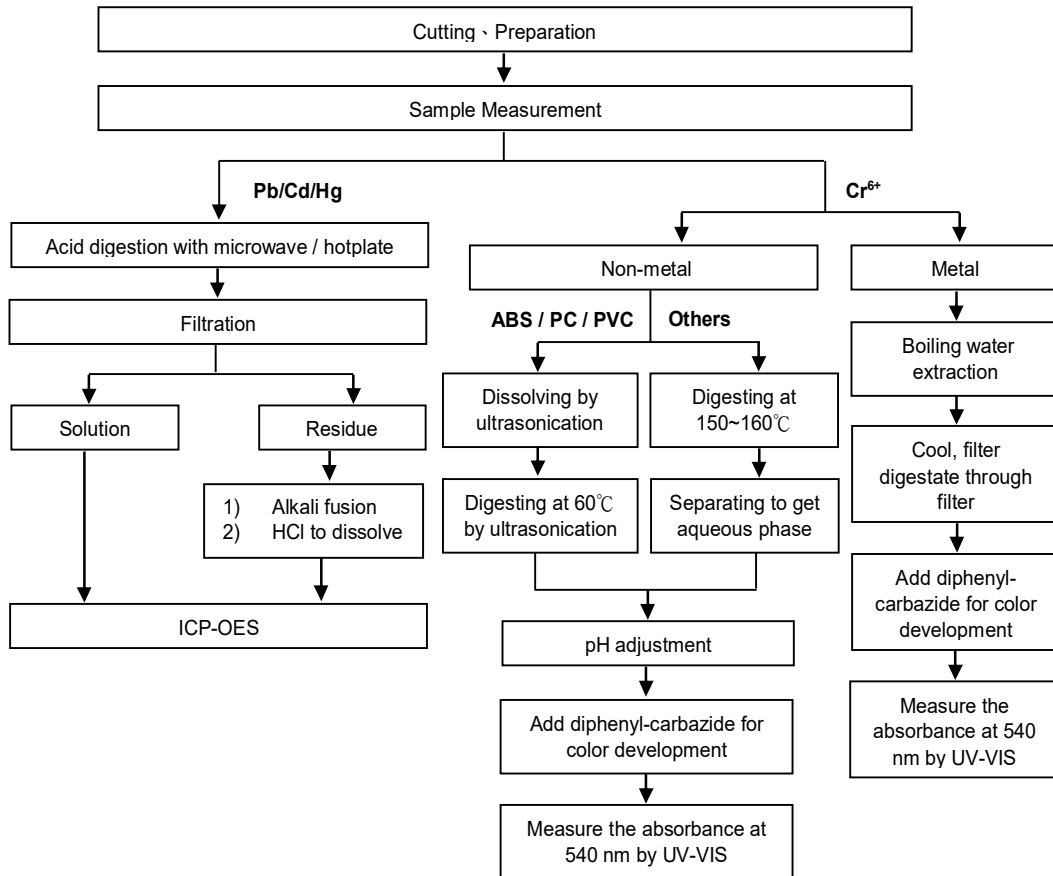 Cutting、Preparation
Sample Measurement
Pb/Cd/Hg
Acid digestion with microwave / hotplate
Filtration
Solution
Residue
1) Alkali fusion
2) HCl to dissolve
ICP-OES
Cr⁶⁺
Non-metal
ABS / PC / PVC
Others
Dissolving by
ultrasonication
Digesting at 60℃
by ultrasonication
Digesting at
150~160℃
Separating to get
aqueous phase
pH adjustment
Add diphenyl-carbazide for
color development
Measure the absorbance at
540 nm by UV-VIS
Metal
Boiling water
extraction
Cool, filter
digestate through
filter
Add diphenyl-
carbazide for color
development
Measure the
absorbance at 540
nm by UV-VIS